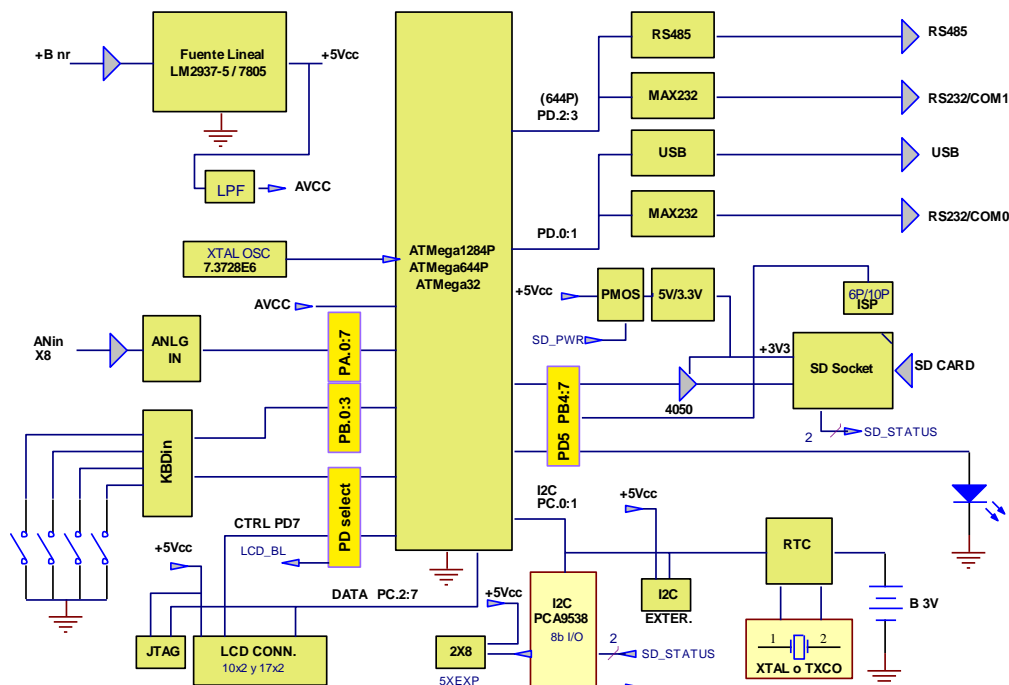 +B nr
Fuente Lineal
LM2937-5 / 7805
+5Vcc
LPF
AVCC
XTAL OSC
7.3728E6
AVCC
ANin
X8
ANLG
IN
PA.0:7
PB.0:3
KBDin
PD select
CTRL PD7
LCD_BL
+5Vcc
DATA PC.2:7
JTAG
LCD CONN.
10x2 y 17x2
ATMega1284P
ATMega644P
ATMega32
(644P)
PD.2:3
PD.0:1
RS485
RS485
MAX232
RS232/COM1
USB
USB
MAX232
RS232/COM0
+5Vcc
PMOS
5V/3.3V
SD_PWR
6P/10P
ISP
+3V3
SD Socket
SD CARD
2
SD_STATUS
4050
PD5 PB4:7
I2C
PC.0:1
+5Vcc
I2C
EXTER.
RTC
B 3V
1
2
XTAL o TXCO
+5Vcc
2X8
5XEXP
I2C
PCA9538
8b I/O
2
SD_STATUS